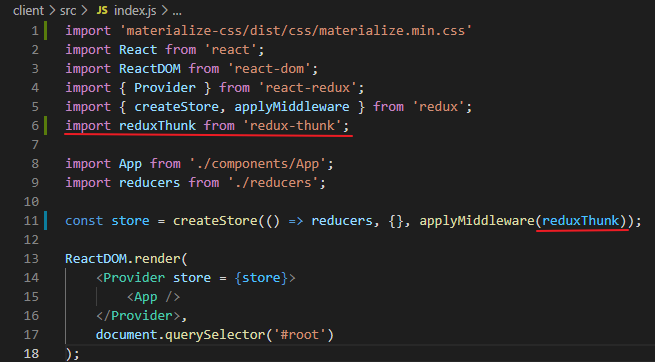 client > src > JS index.js > ...
1 import 'materialize-css/dist/css/materialize.min.css'
2 import React from 'react';
3 import ReactDOM from 'react-dom';
4 import { Provider } from 'react-redux';
5 import { createStore, applyMiddleware } from 'redux';
6 import reduxThunk from 'redux-thunk';
7
8 import App from './components/App';
9 import reducers from './reducers';
10
11 const store = createStore(() => reducers, {}, applyMiddleware(reduxThunk));
12
13 ReactDOM.render(
14     <Provider store = {store}>
15         <App />
16     </Provider>,
17     document.querySelector('#root')
18 );